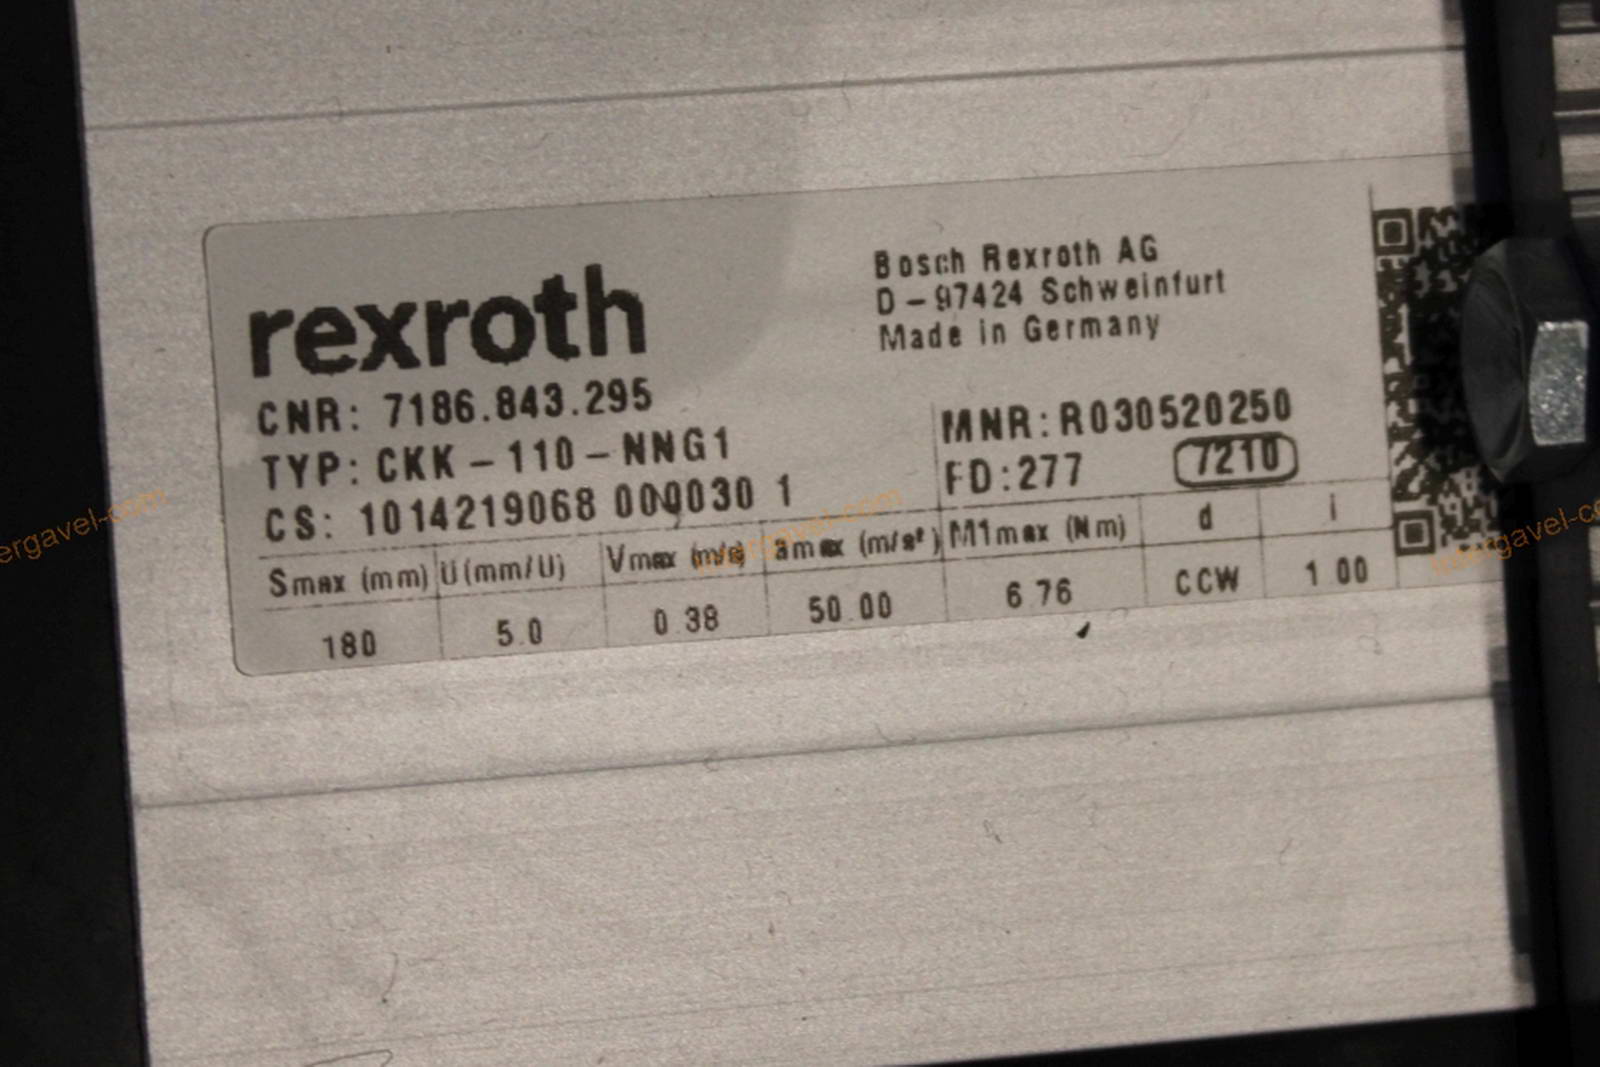 rexroth
Bosch Rexroth AG
D-97424 Schweinfurt
Made in Germany
CNR: 7186.843.295
TYP: CKK-110-NNG1
CS: 1014219068 000030 1
MNR:R030520250
FD:277 7210
Smax (mm) U(mm/U) Vmax (m/s) amax (m/s²) M1max (Nm) d i
180 5.0 0.38 50.00 6.76 CCW 1 00